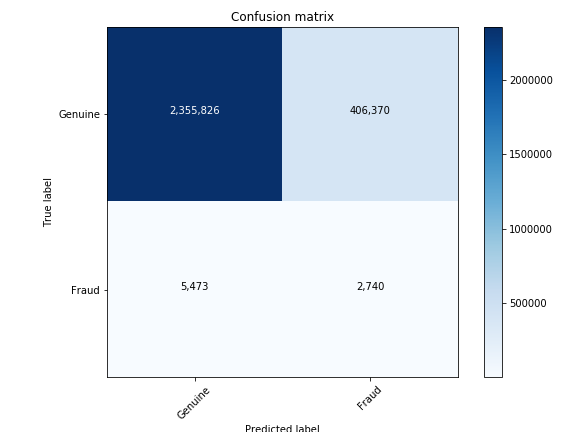 Confusion matrix
Genuine
Fraud
True label
2,355,826
406,370
5,473
2,740
Genuine
Fraud
Predicted label
2000000
1500000
1000000
500000